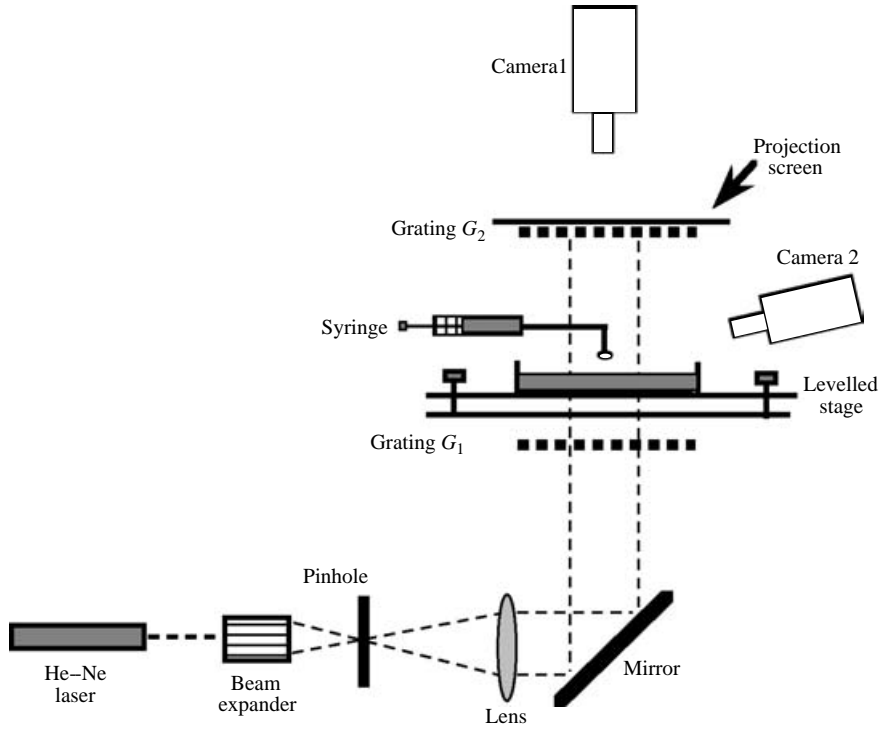 Camera1
Projection
screen
Grating G2
Camera 2
Syringe
Levelled
stage
Grating G1
Pinhole
He–Ne
laser
Beam
expander
Lens
Mirror